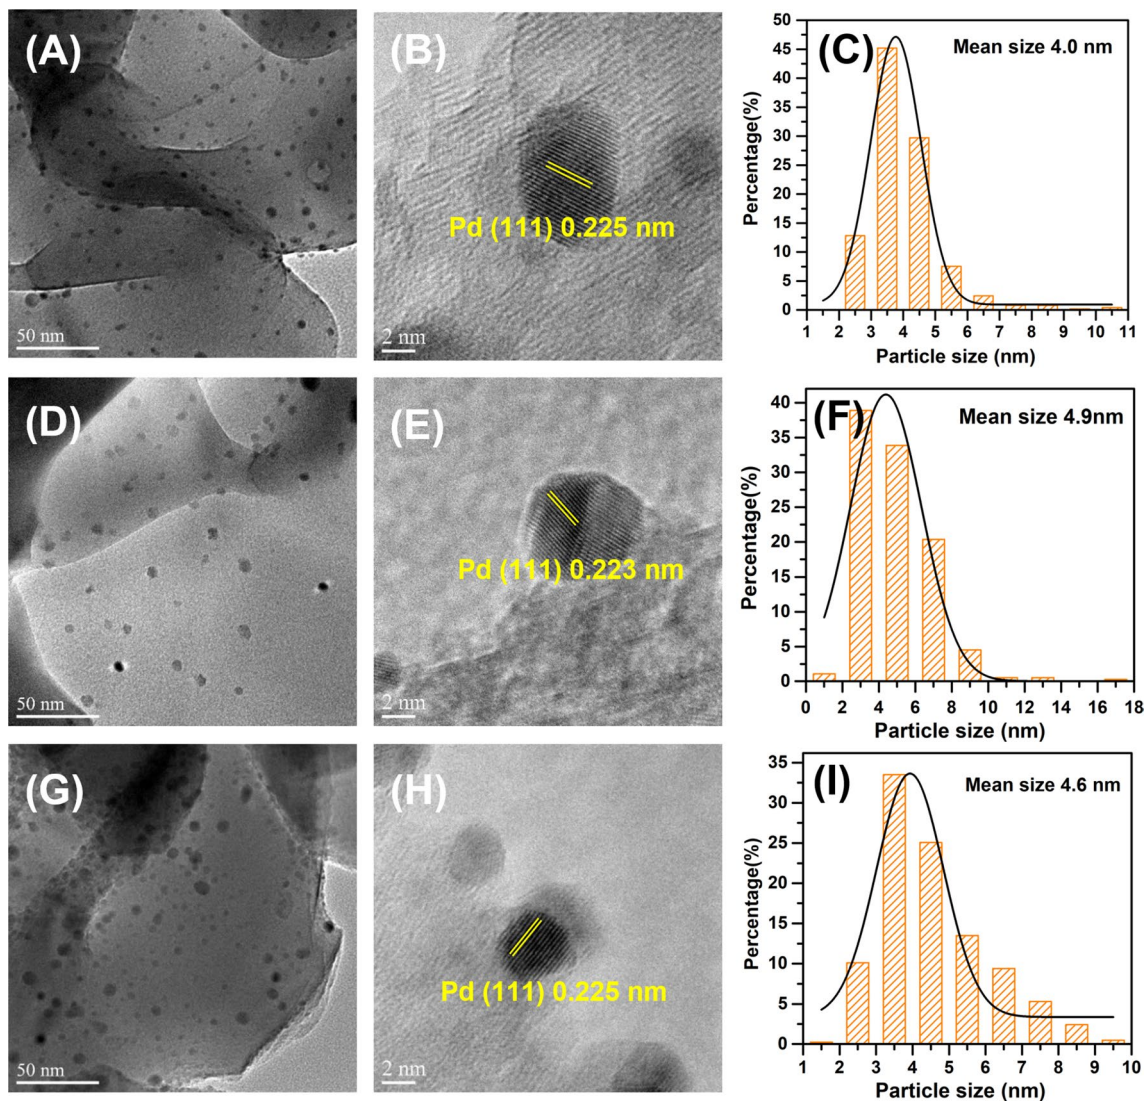 (A)
50 nm
(B)
Pd (111) 0.225 nm
2 nm
(C)
Mean size 4.0 nm
Percentage(%)
50
45
40
35
30
25
20
15
10
5
0
1 2 3 4 5 6 7 8 9 10 11
Particle size (nm)
(D)
50 nm
(E)
Pd (111) 0.223 nm
2 nm
(F)
Mean size 4.9nm
Percentage(%)
40
35
30
25
20
15
10
5
0
0 2 4 6 8 10 12 14 16 18
Particle size (nm)
(G)
50 nm
(H)
Pd (111) 0.225 nm
2 nm
(I)
Mean size 4.6 nm
Percentage(%)
35
30
25
20
15
10
5
0
1 2 3 4 5 6 7 8 9 10
Particle size (nm)